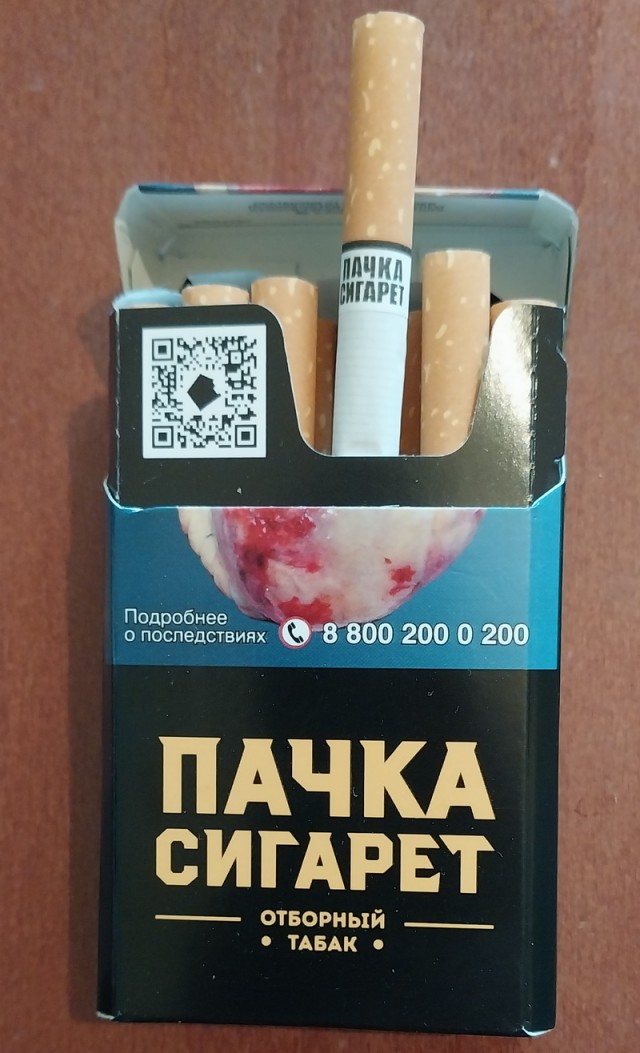 ПАЧКА
СИГАРЕТ
Подробнее
о последствиях 8 800 200 0 200
ПАЧКА
СИГАРЕТ
ОТБОРНЫЙ
• ТАБАК •